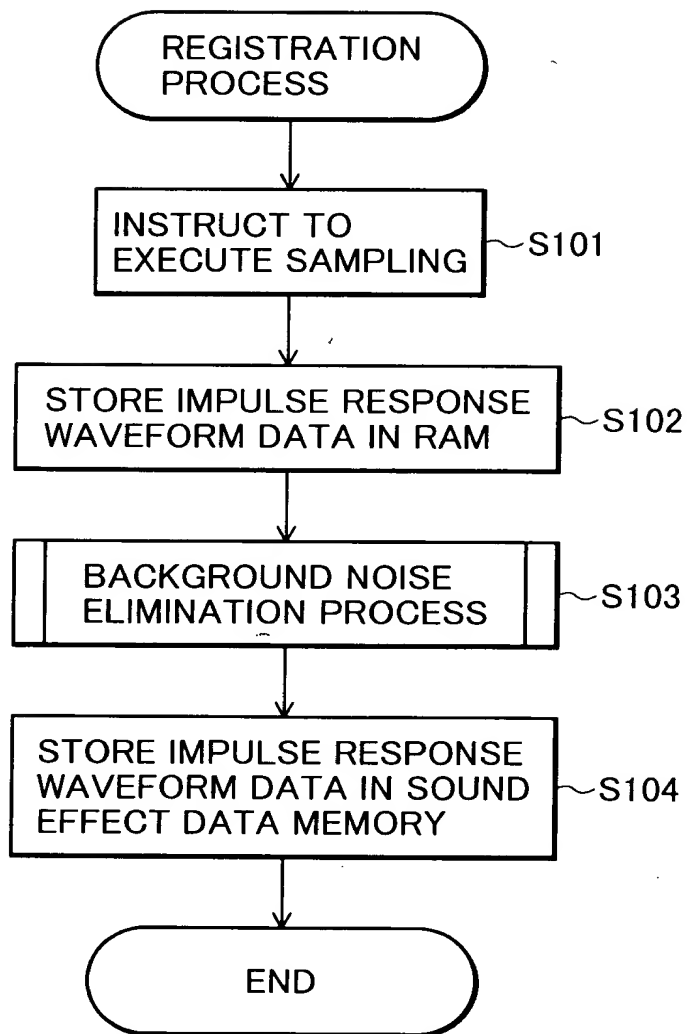 REGISTRATION
PROCESS
INSTRUCT TO
EXECUTE SAMPLING
S101
STORE IMPULSE RESPONSE
WAVEFORM DATA IN RAM
S102
BACKGROUND NOISE
ELIMINATION PROCESS
S103
STORE IMPULSE RESPONSE
WAVEFORM DATA IN SOUND
EFFECT DATA MEMORY
S104
END